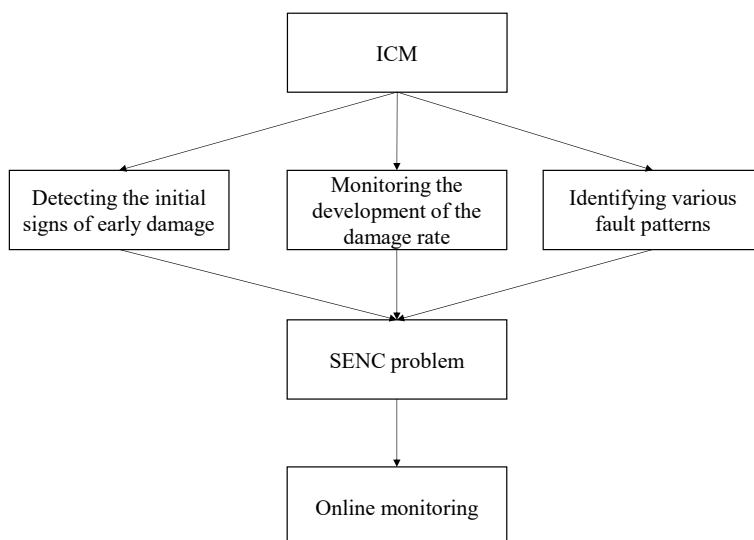 ICM
Detecting the initial
signs of early damage
Monitoring the
development of the
damage rate
Identifying various
fault patterns
SENC problem
Online monitoring